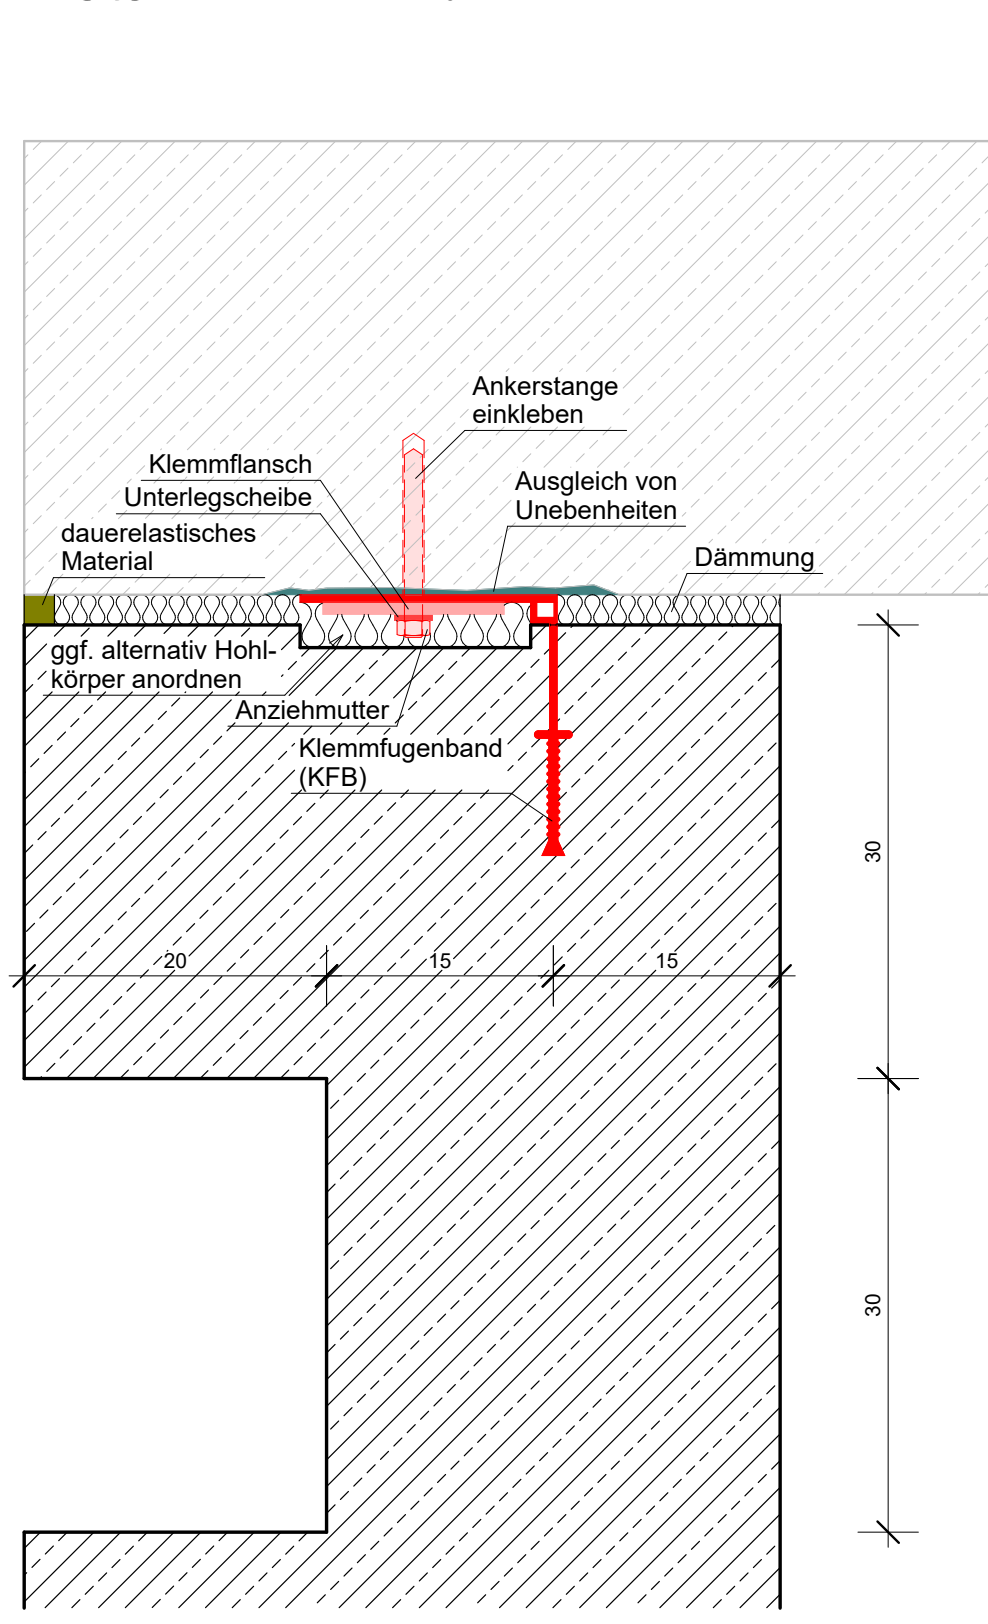 Ankerstange
einkleben
Klemmflansch
Unterlegscheibe
Ausgleich von
Unebenheiten
dauerelastisches
Material
Dämmung
ggf. alternativ Hohl-
körper anordnen
Anziehmutter
Klemmfugenband
(KFB)
30
20
15
15
30